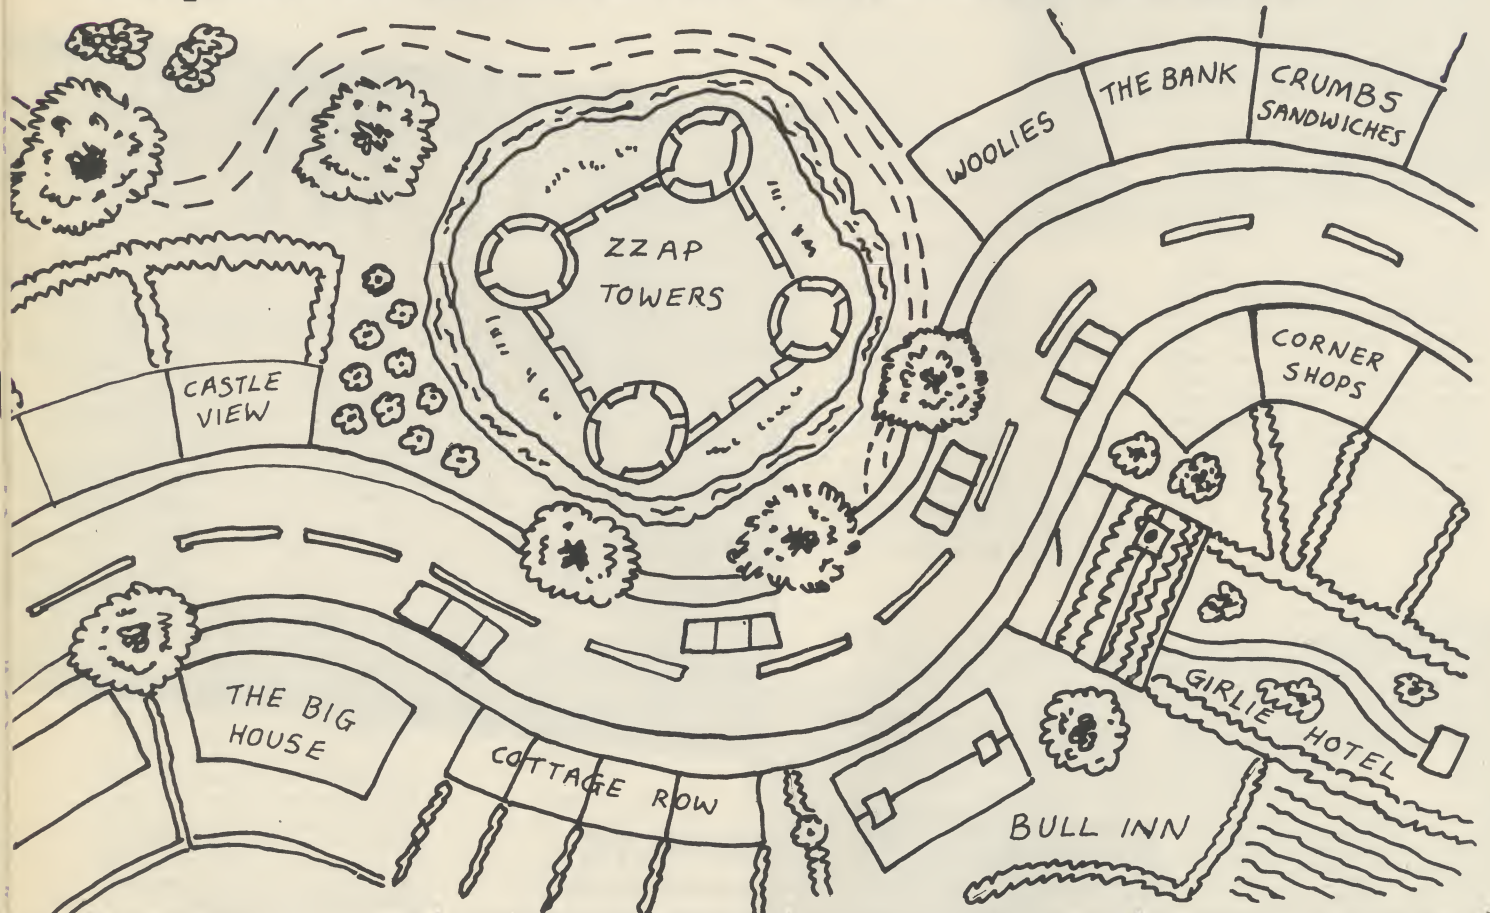 WOOLIES
THE BANK
CRUMBS
SANDWICHES
ZZAP
TOWERS
CORNER
SHOPS
CASTLE
VIEW
THE BIG
HOUSE
COTTAGE ROW
GIRLIE HOTEL
BULL INN